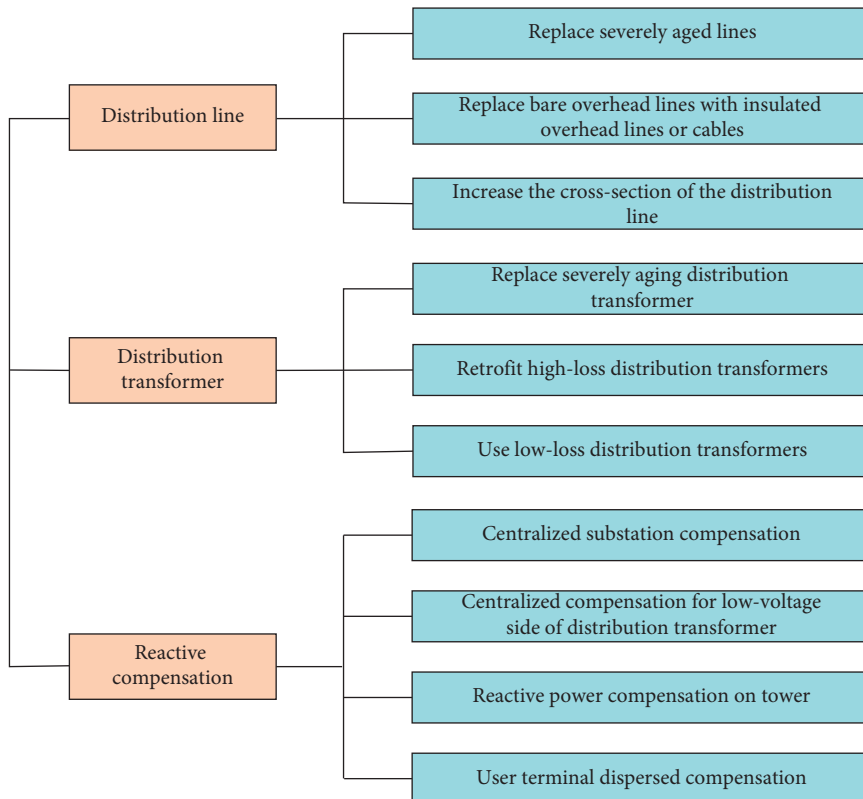 Distribution line
Replace severely aged lines
Replace bare overhead lines with insulated
overhead lines or cables
Increase the cross-section of the distribution
line
Distribution
transformer
Replace severely aging distribution
transformer
Retrofit high-loss distribution transformers
Use low-loss distribution transformers
Reactive
compensation
Centralized substation compensation
Centralized compensation for low-voltage
side of distribution transformer
Reactive power compensation on tower
User terminal dispersed compensation